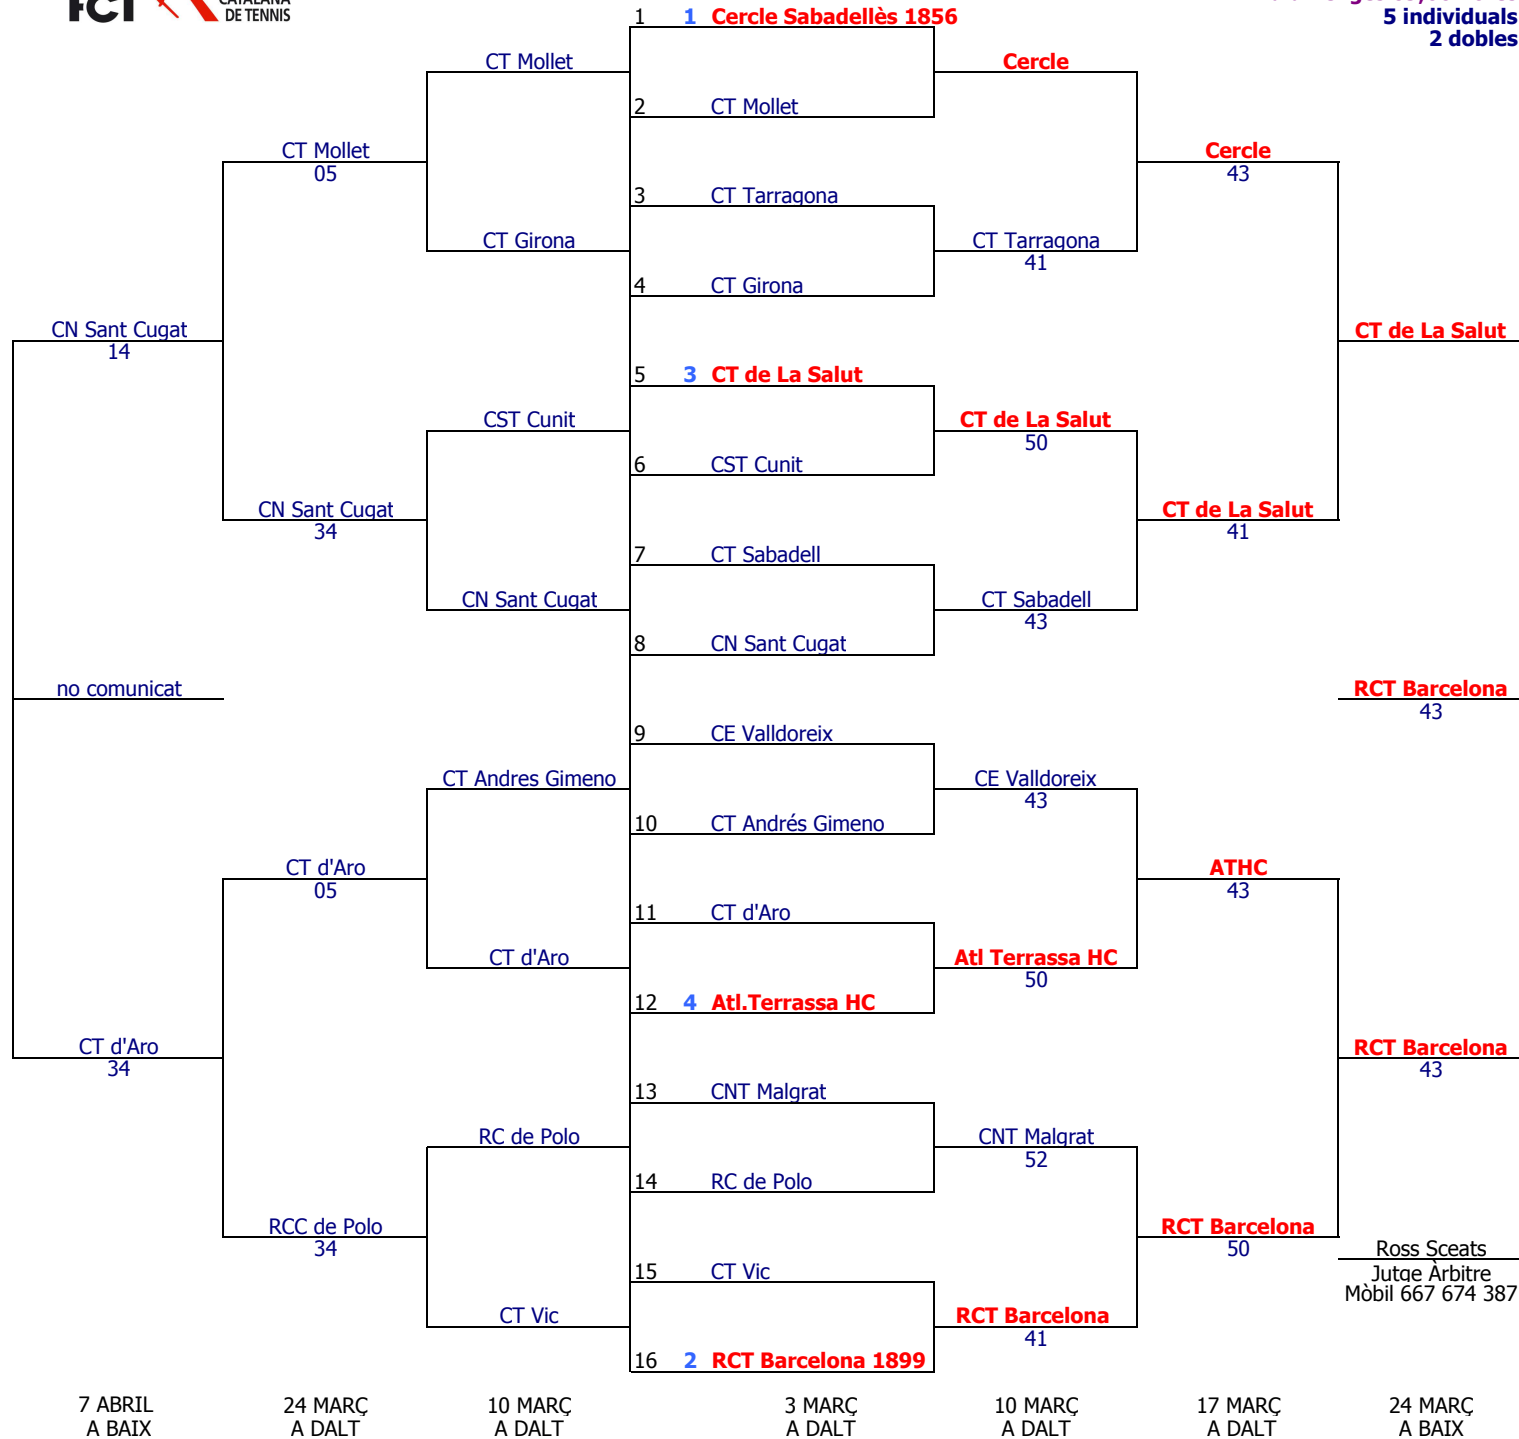 FCT
CATALANA
DE TENNIS
5 individuals
2 dobles
1 1 Cercle Sabadellès 1856
CT Mollet
Cercle
2 CT Mollet
CT Mollet
05
Cercle
43
3 CT Tarragona
CT Girona
CT Tarragona
41
4 CT Girona
CN Sant Cugat
14
CT de La Salut
5 3 CT de La Salut
CST Cunit
CT de La Salut
50
6 CST Cunit
CN Sant Cugat
34
CT de La Salut
41
7 CT Sabadell
CN Sant Cugat
CT Sabadell
43
8 CN Sant Cugat
no comunicat
RCT Barcelona
43
9 CE Valldoreix
CT Andres Gimeno
CE Valldoreix
43
10 CT Andrés Gimeno
CT d'Aro
05
ATHC
43
11 CT d'Aro
CT d'Aro
Atl Terrassa HC
50
12 4 Atl.Terrassa HC
CT d'Aro
34
RCT Barcelona
43
13 CNT Malgrat
RC de Polo
CNT Malgrat
52
14 RC de Polo
RCC de Polo
34
RCT Barcelona
50
Ross Sceats
Jutge Àrbitre
Mòbil 667 674 387
15 CT Vic
CT Vic
RCT Barcelona
41
16 2 RCT Barcelona 1899
7 ABRIL 24 MARÇ 10 MARÇ 3 MARÇ 10 MARÇ 17 MARÇ 24 MARÇ
A BAIX A DALT A DALT A DALT A DALT A DALT A BAIX